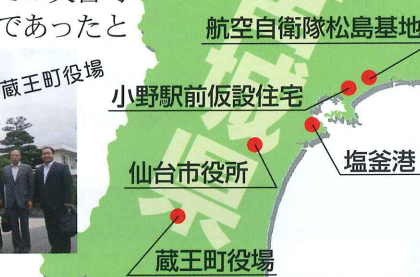 であったと
蔵王町役場
航空自衛隊松島基地
小野駅前仮設住宅
塩釜港
仙台市役所
蔵王町役場
城県